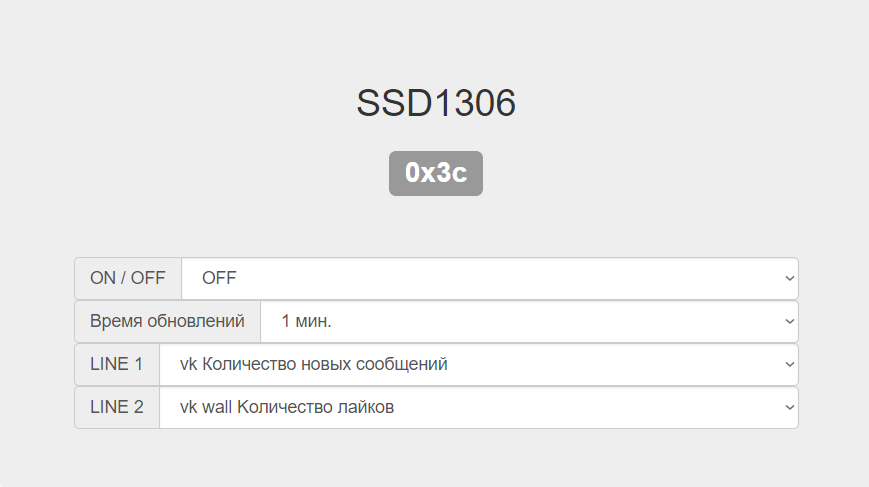 SSD1306
0x3c
ON / OFF OFF
Время обновлений 1 мин.
LINE 1 vk Количество новых сообщений
LINE 2 vk wall Количество лайков